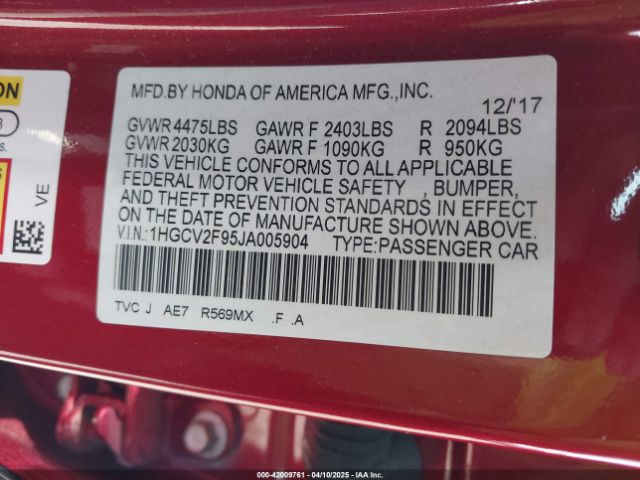 ON
3
s.
VE
MFD.BY HONDA OF AMERICA MFG.,INC.
12/'17
GVWR 4475LBS GAWR F 2403LBS R 2094LBS
GVWR 2030KG GAWR F 1090KG R 950KG
THIS VEHICLE CONFORMS TO ALL APPLICABLE
FEDERAL MOTOR VEHICLE SAFETY , BUMPER,
AND THEFT PREVENTION STANDARDS IN EFFECT
ON THE DATE OF MANUFACTURE SHOWN ABOVE.
V.I.N.:1HGCV2F95JA005904 TYPE:PASSENGER CAR
TVC J AE7 R569MX .F .A
000-42009761 - 04/10/2025 - IAA Inc.